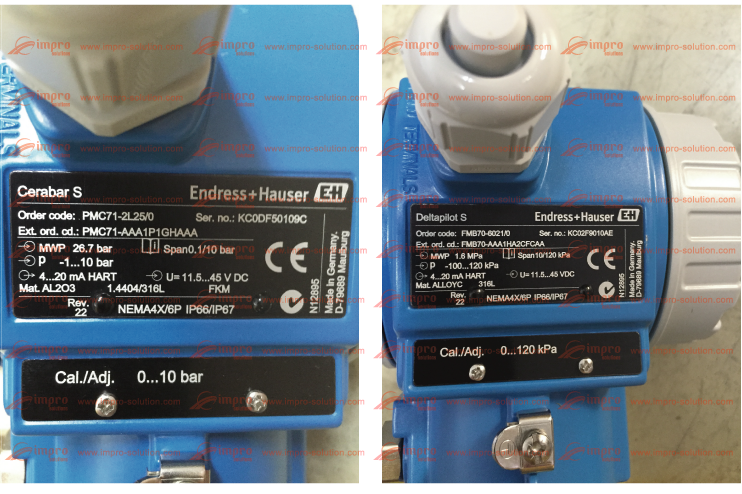 Cerabar S
Endress+Hauser EH
Order code: PMC71-2L25/0 Ser. no.: KC0DF50109C
Ext. ord. cd.: PMC71-AAA1P1GHAAA
MWP 26.7 bar Span0.1/10 bar
P -1...10 bar
4...20 mA HART U= 11.5...45 V DC
Mat. AL2O3 1.4404/316L FKM
Rev. 22 NEMA4X/6P IP66/IP67
CE
N12895
Made in Germany,
D-79689 Maulburg
Cal./Adj. 0...10 bar
Deltapilot S
Endress+Hauser EH
Order code: FMB70-6021/0 Ser. no.: KC02F9010AE
Ext. ord. cd.: FMB70-AAA1HA2CFCAA
MWP 1.6 MPa Span10/120 kPa
P -100...120 kPa
4...20 mA HART U= 11.5...45 VDC
Mat. ALLOYC 316L
Rev. 22 NEMA4X/6P IP66/IP67
CE
N12895
Made in Germany,
D-79689 Maulburg
Cal./Adj. 0...120 kPa
impro solutions www.impro-solution.com